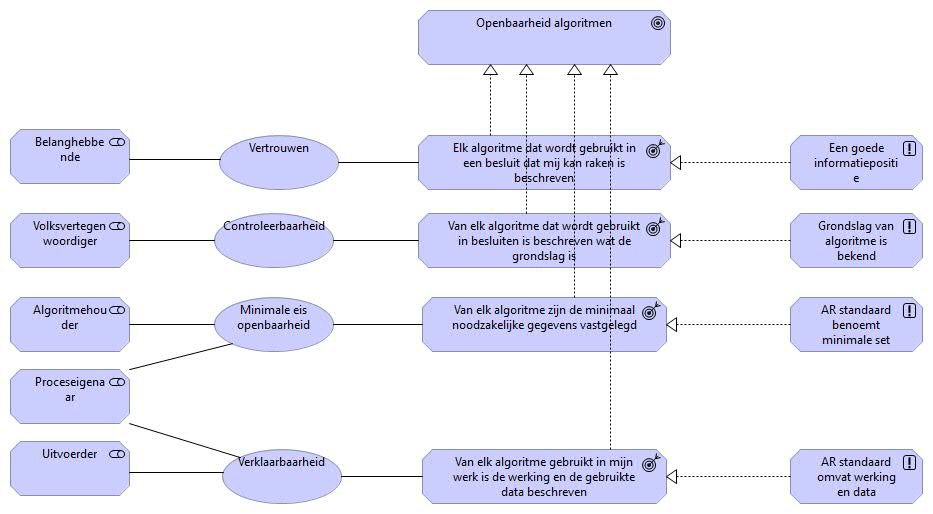 Openbaarheid algoritmen
Belanghebbe
nde
Vertrouwen
Elk algoritme dat wordt gebruikt in
een besluit dat mij kan raken is
beschreven
Een goede
informatiepositi
e
Volksvertegen
woordiger
Controleerbaarheid
Van elk algoritme dat wordt gebruikt
in besluiten is beschreven wat de
grondslag is
Grondslag van
algoritme is
bekend
Algoritmehou
der
Minimale eis
openbaarheid
Van elk algoritme zijn de minimaal
noodzakelijke gegevens vastgelegd
AR standaard
benoemt
minimale set
Proceseigena
ar
Uitvoerder
Verklaarbaarheid
Van elk algoritme gebruikt in mijn
werk is de werking en de gebruikte
data beschreven
AR standaard
omvat werking
en data